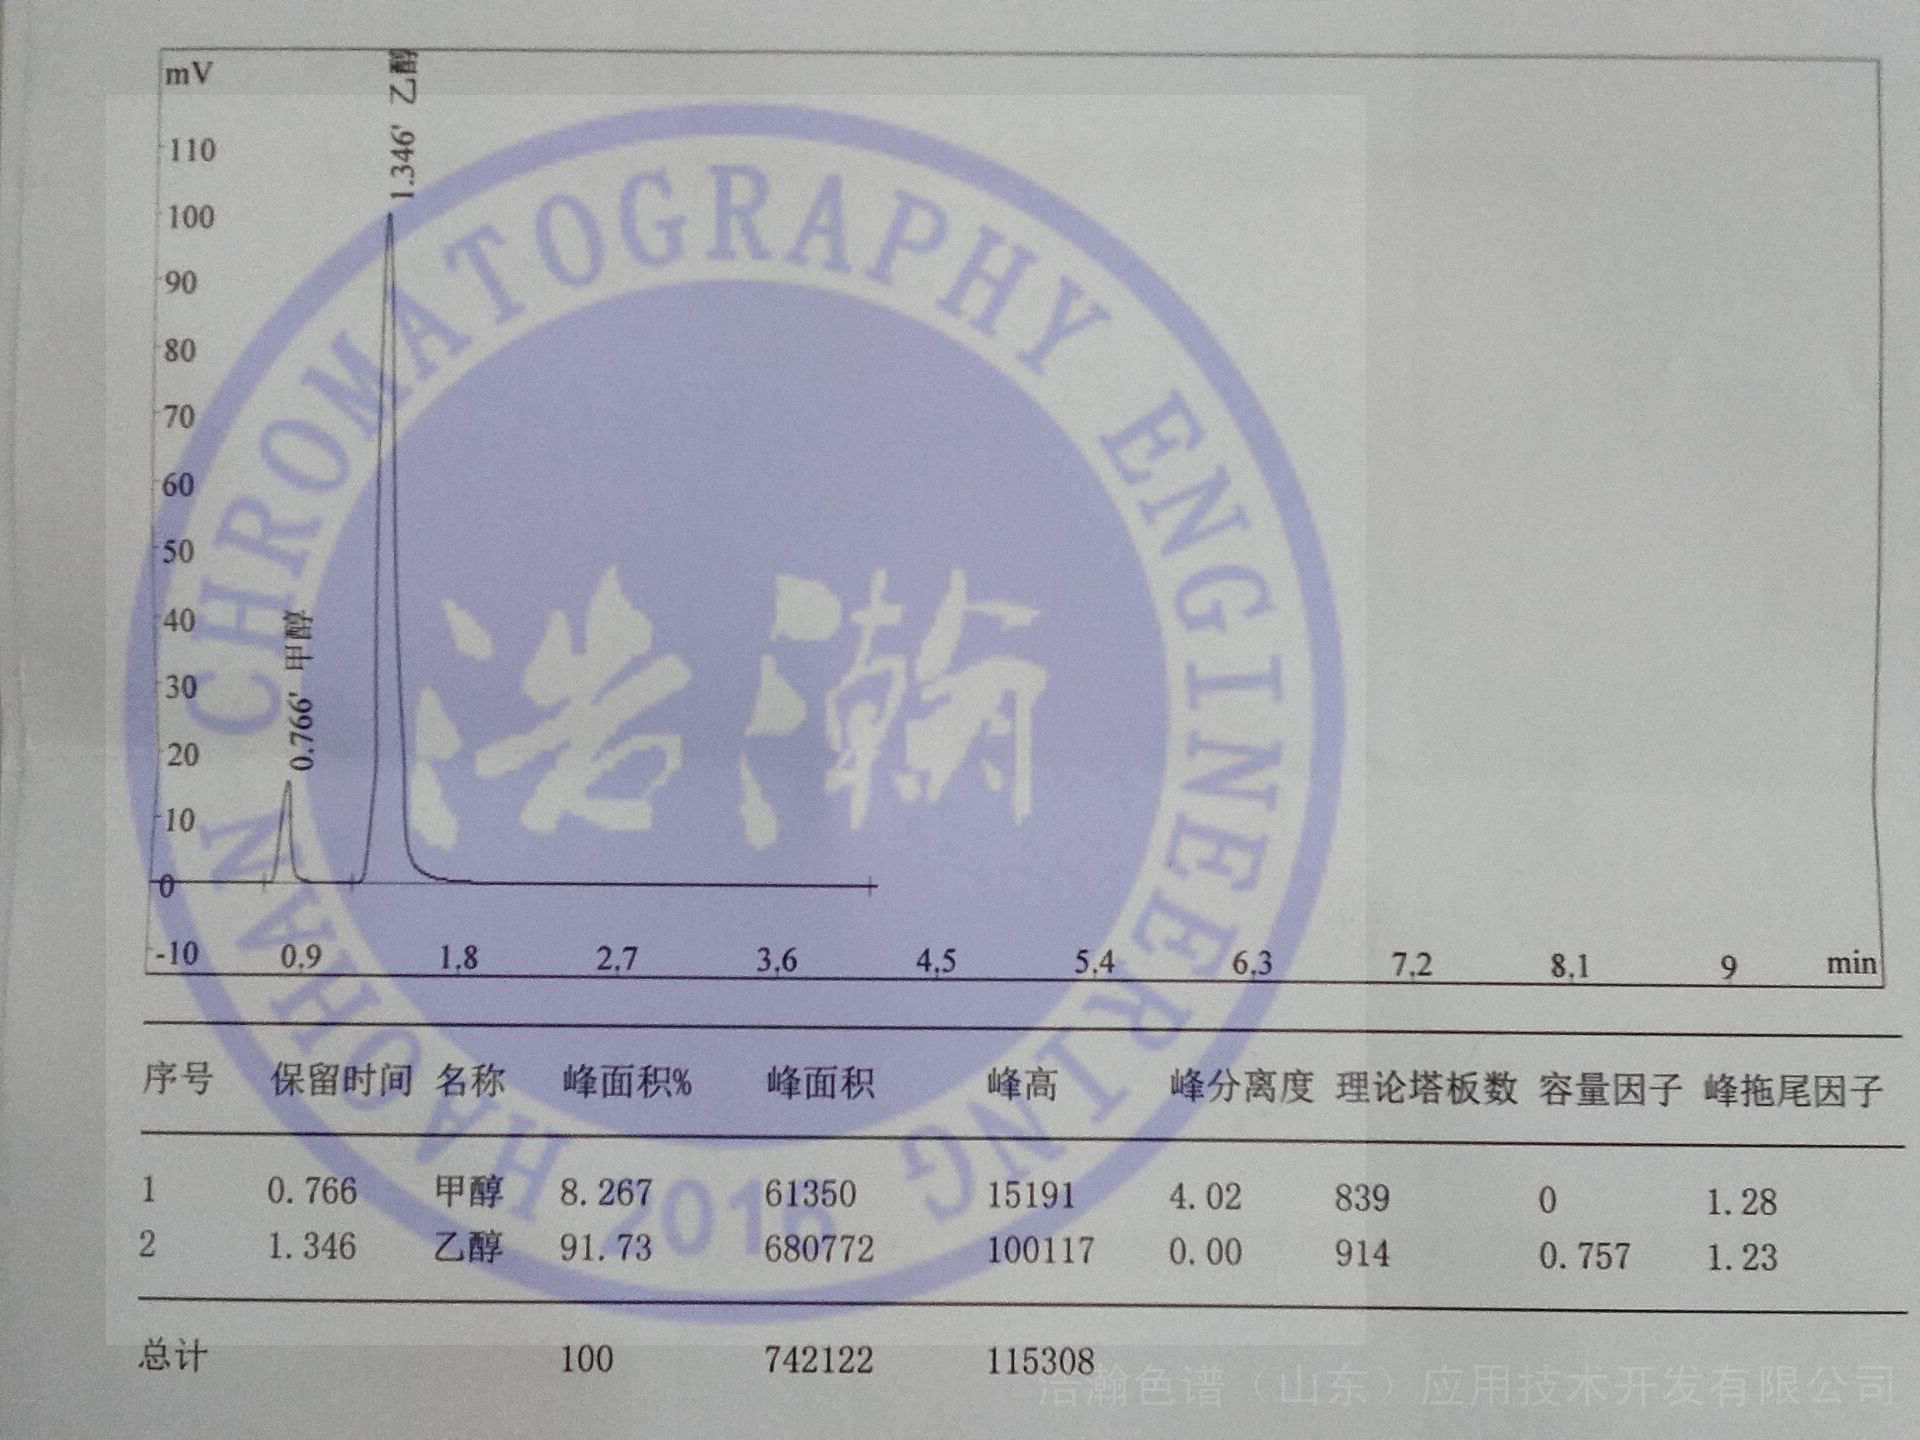 mV
1.346' 乙醇
110
100
90
80
70
60
50
40
0.766' 甲醇
30
20
10
0
-10 0,9 1,8 2,7 3,6 4,5 5,4 6,3 7,2 8,1 9 min
HAOHAN CHROMATOGRAPHY ENGINEERING
浩瀚
2016
序号 保留时间 名称 峰面积% 峰面积 峰高 峰分离度 理论塔板数 容量因子 峰拖尾因子
1 0.766 甲醇 8.267 61350 15191 4.02 839 0 1.28
2 1.346 乙醇 91.73 680772 100117 0.00 914 0.757 1.23
总计 100 742122 115308
浩瀚色谱（山东）应用技术开发有限公司